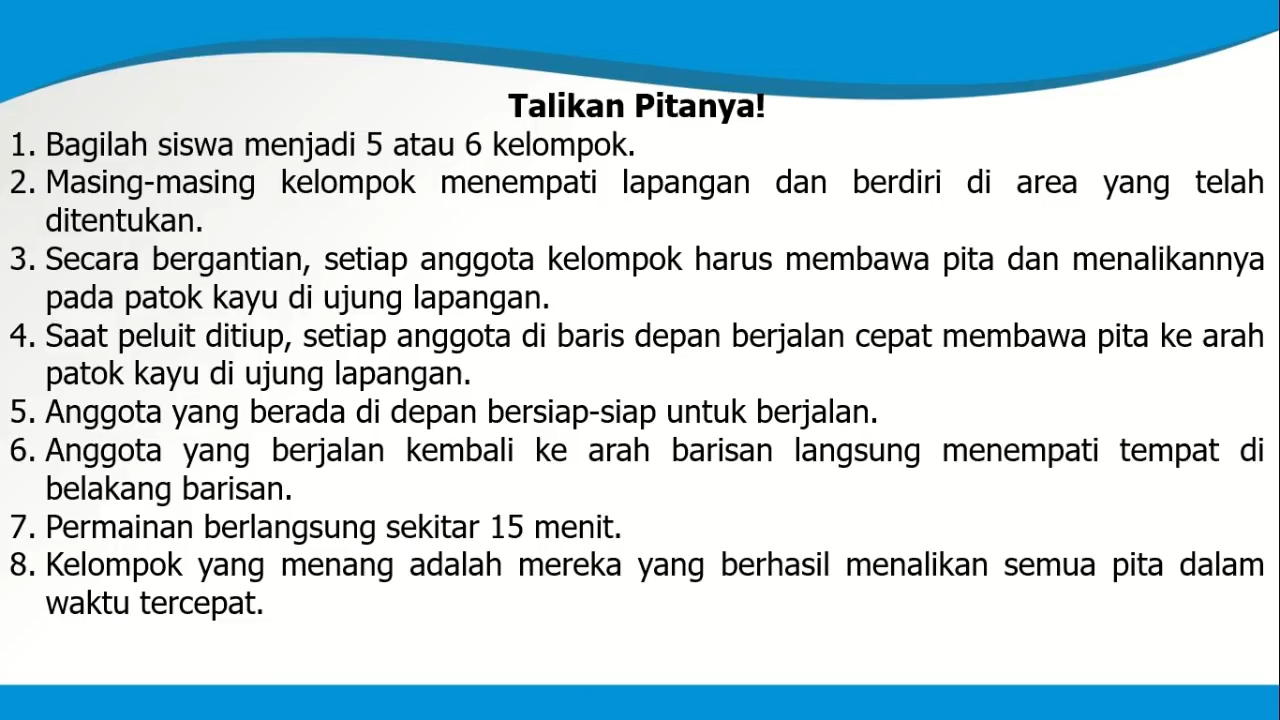 Talikan Pitanya!
1. Bagilah siswa menjadi 5 atau 6 kelompok.
2. Masing-masing kelompok menempati lapangan dan berdiri di area yang telah
ditentukan.
3. Secara bergantian, setiap anggota kelompok harus membawa pita dan menalikannya
pada patok kayu di ujung lapangan.
4. Saat peluit ditiup, setiap anggota di baris depan berjalan cepat membawa pita ke arah
patok kayu di ujung lapangan.
5. Anggota yang berada di depan bersiap-siap untuk berjalan.
6. Anggota yang berjalan kembali ke arah barisan langsung menempati tempat di
belakang barisan.
7. Permainan berlangsung sekitar 15 menit.
8. Kelompok yang menang adalah mereka yang berhasil menalikan semua pita dalam
waktu tercepat.